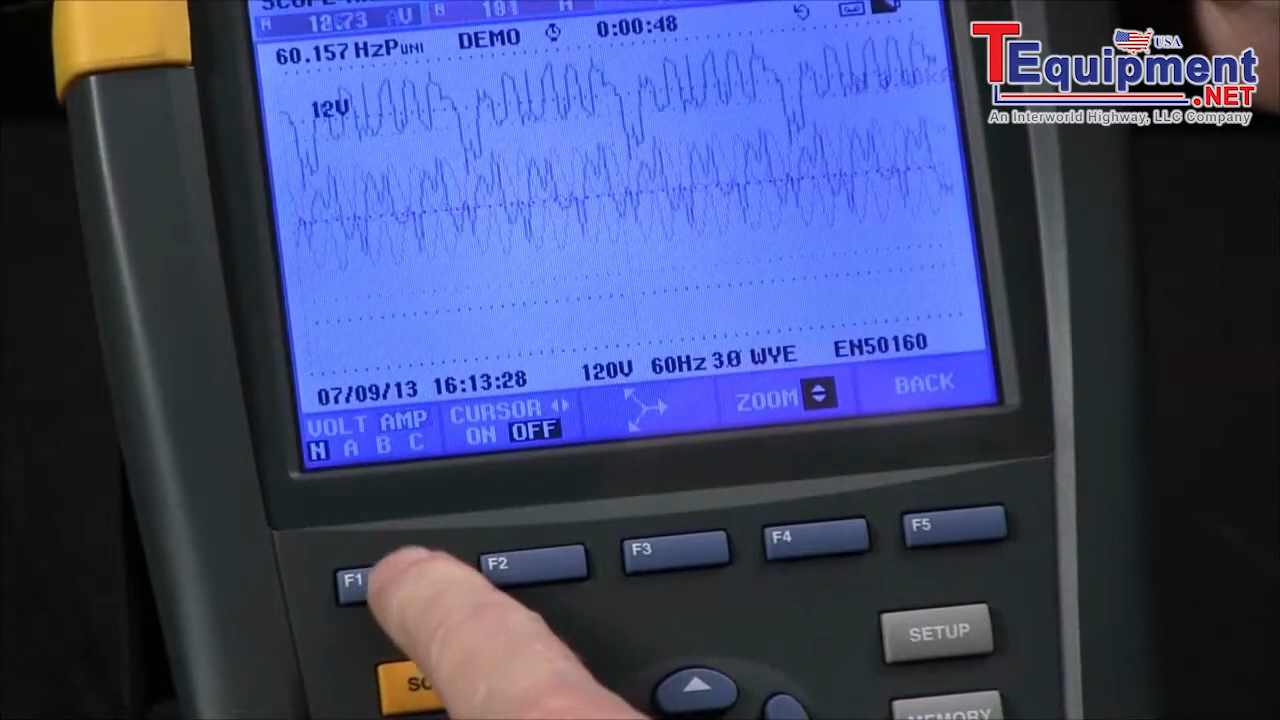 60.157 HzPUNI DEMO 0:00:48
12V
07/09/13 16:13:28 120V 60Hz 3Ø WYE EN50160
VOLT AMP
N A B C
CURSOR
ON OFF
ZOOM
BACK
F1 F2 F3 F4 F5
SETUP
MEMORY
TEquipment
USA
.NET
An Interworld Highway, LLC Company